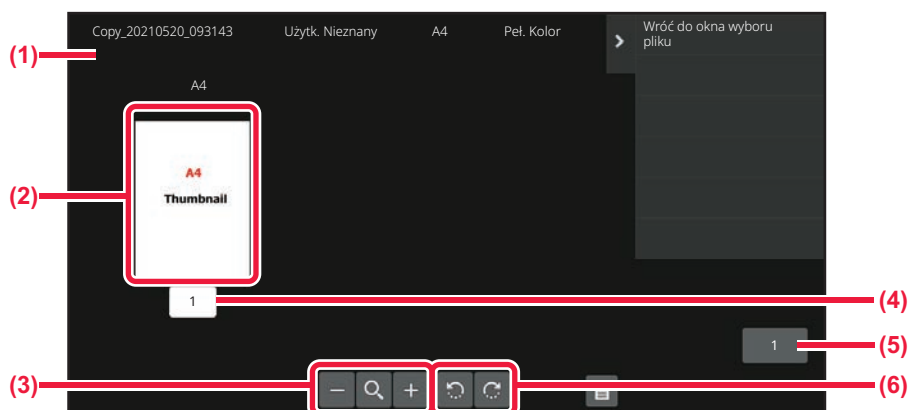 Copy_20210520_093143 Użytk. Nieznany A4 Peł. Kolor
Wróć do okna wyboru
pliku
(1)
A4
(2)
A4
Thumbnail
1
(4)
1
(5)
(3)
(6)